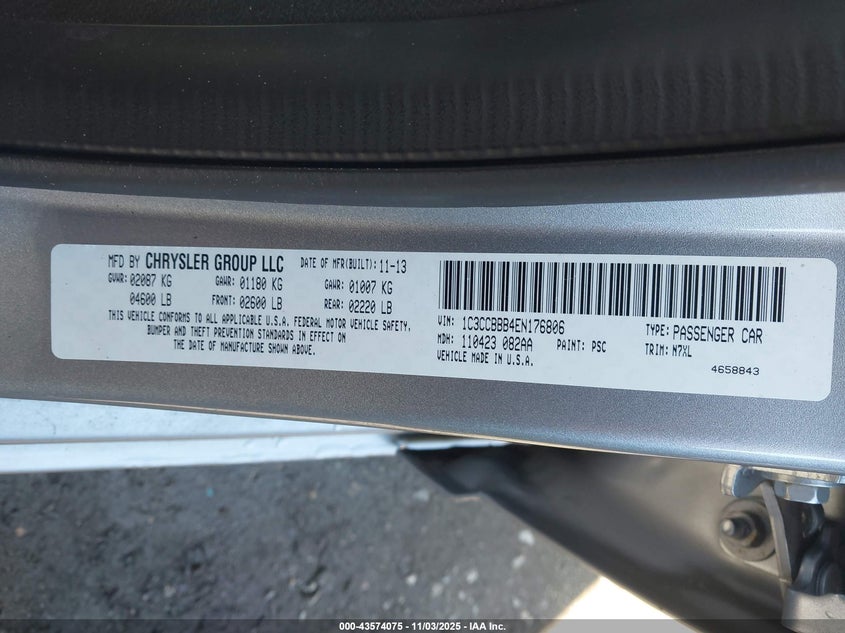 MFD BY CHRYSLER GROUP LLC DATE OF MFR(BUILT): 11-13
GVWR: 02087 KG GAWR: 01180 KG GAWR: 01007 KG
04600 LB FRONT: 02600 LB REAR: 02220 LB
THIS VEHICLE CONFORMS TO ALL APPLICABLE U.S.A. FEDERAL MOTOR VEHICLE SAFETY,
BUMPER AND THEFT PREVENTION STANDARDS IN EFFECT ON
THE DATE OF MANUFACTURE SHOWN ABOVE.
VIN: 1C3CCBBB4EN176806 TYPE: PASSENGER CAR
MDH: 110423 082AA PAINT: PSC TRIM: N7XL
VEHICLE MADE IN U.S.A.
4658843
000-43574075 - 11/03/2025 - IAA Inc.